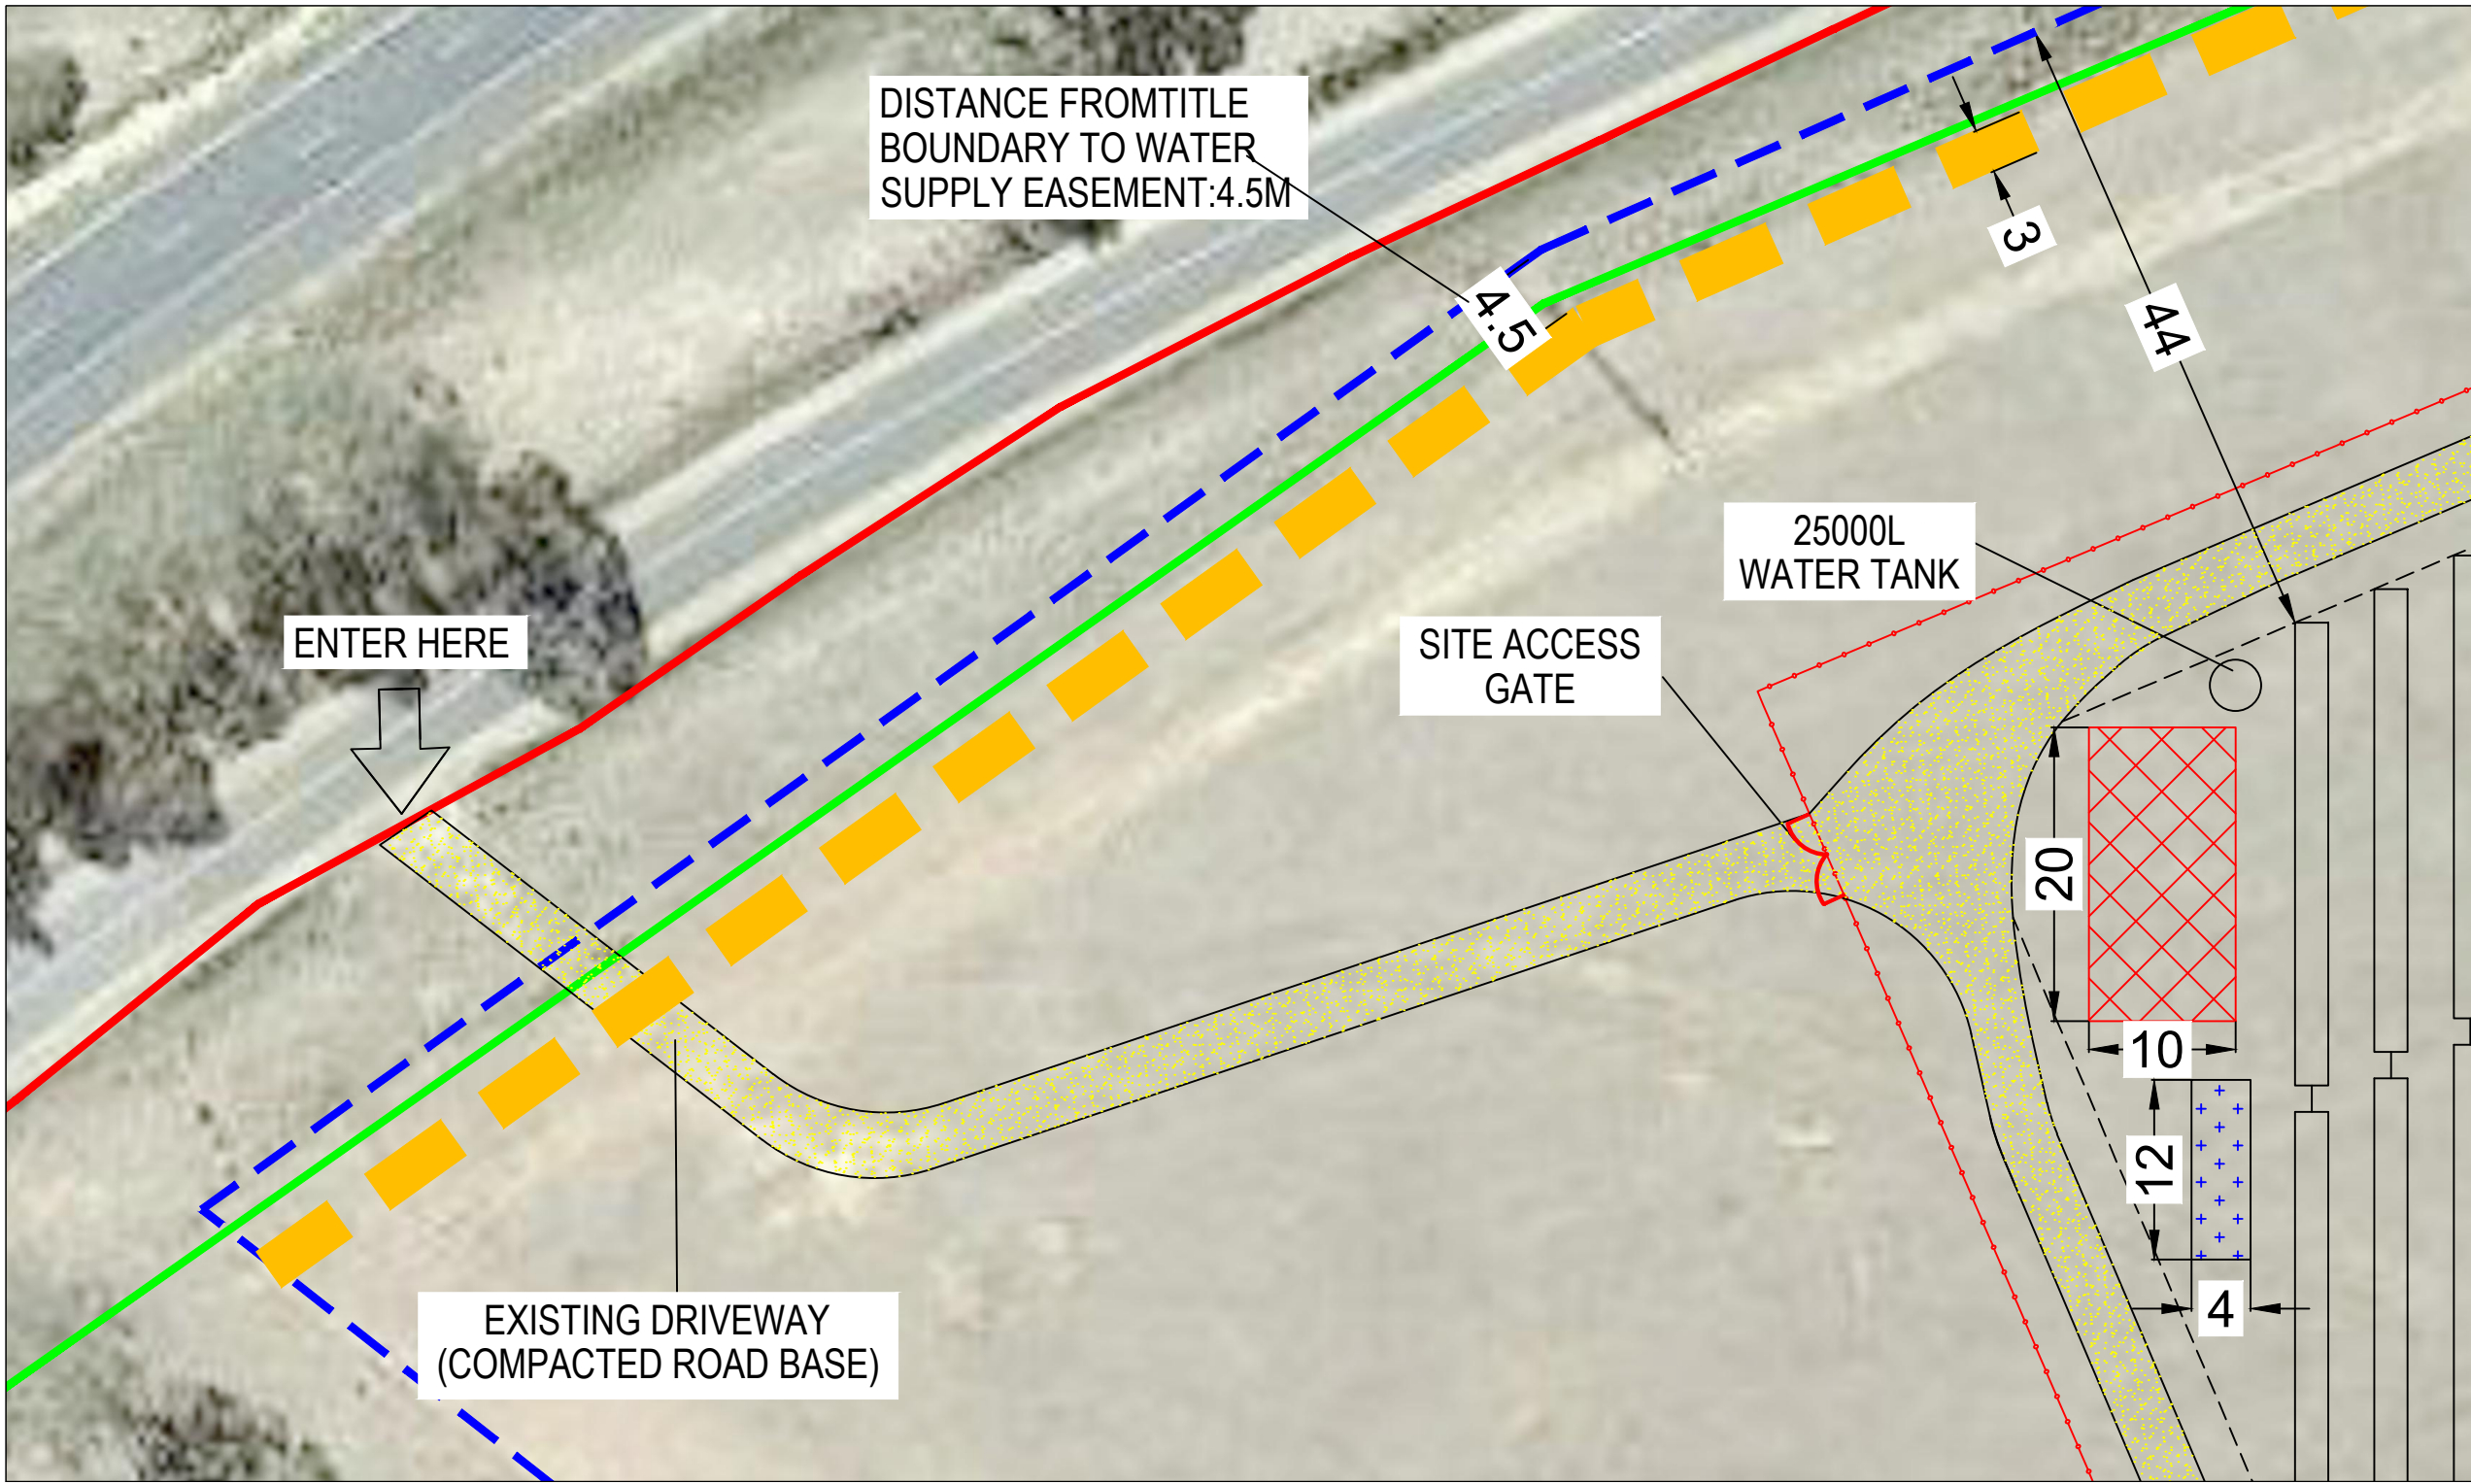 DISTANCE FROMTITLE
BOUNDARY TO WATER
SUPPLY EASEMENT:4.5M
3
4.5
44
25000L
WATER TANK
ENTER HERE
SITE ACCESS
GATE
20
10
12
4
EXISTING DRIVEWAY
(COMPACTED ROAD BASE)